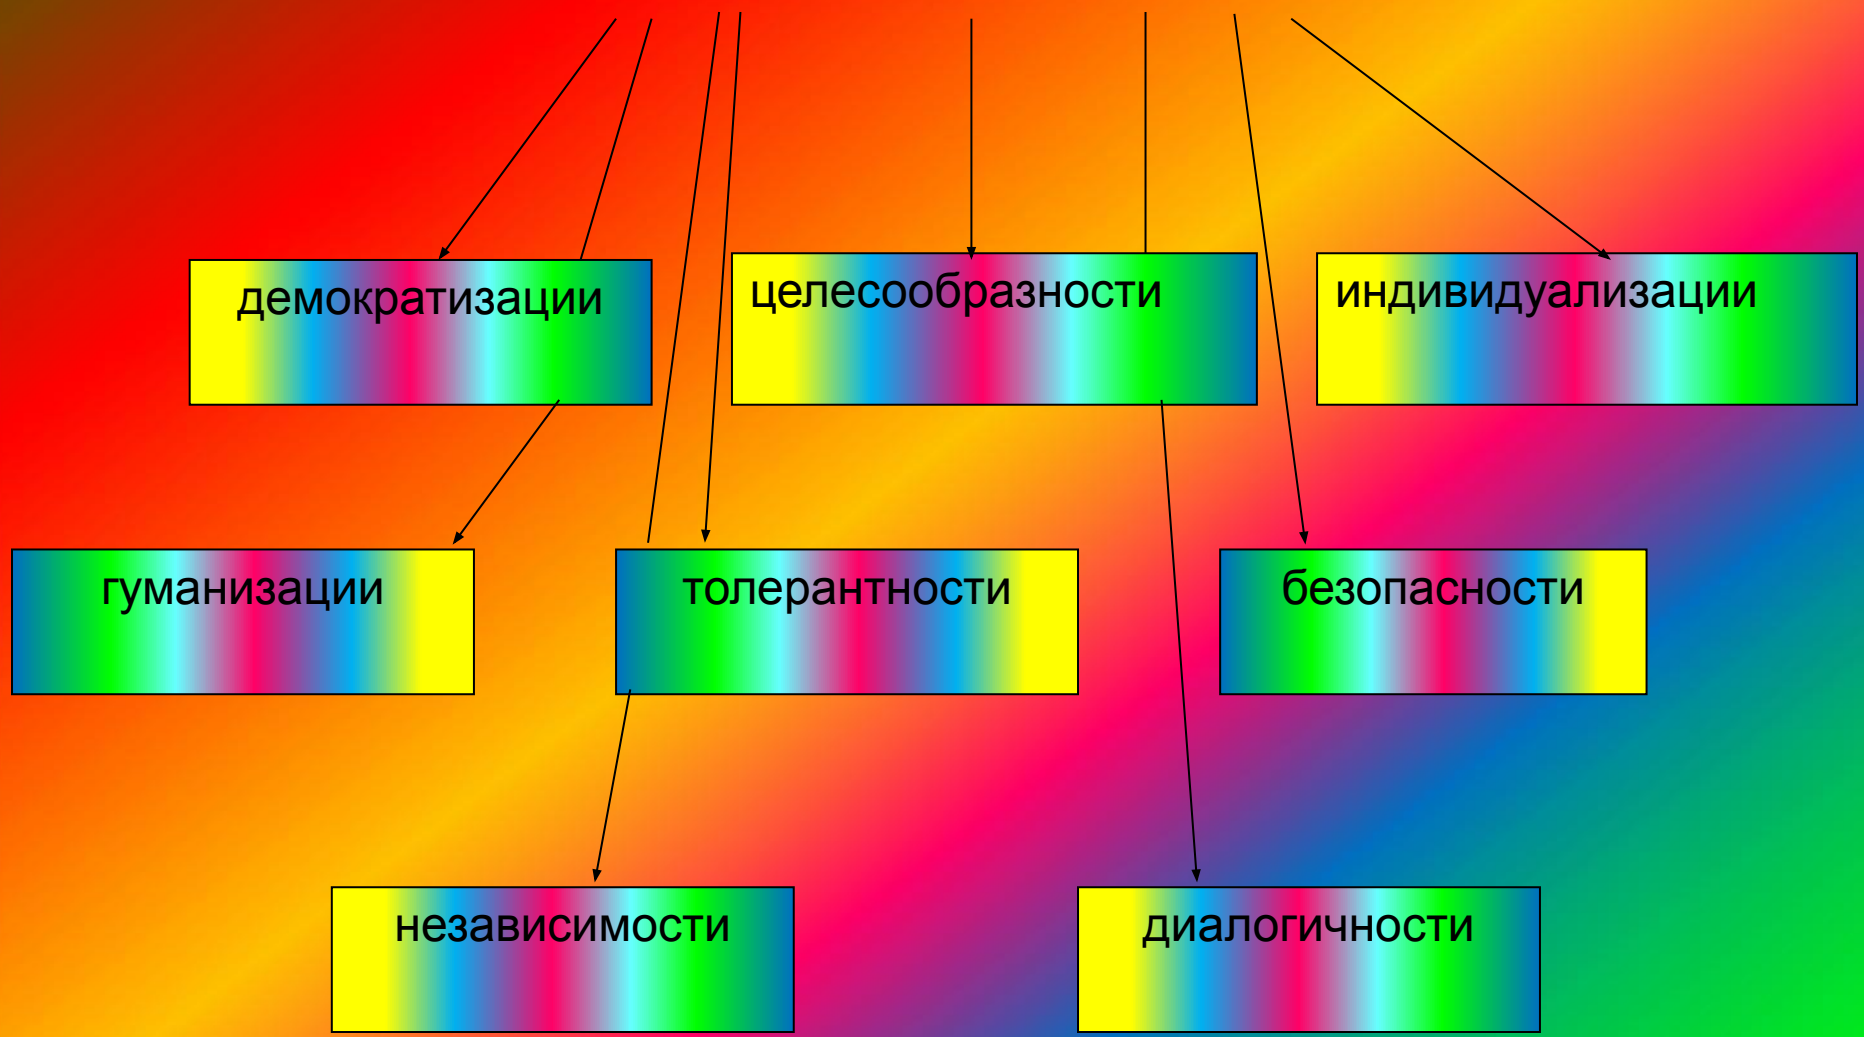 демократизации
целесообразности
индивидуализации
гуманизации
толерантности
безопасности
независимости
диалогичности